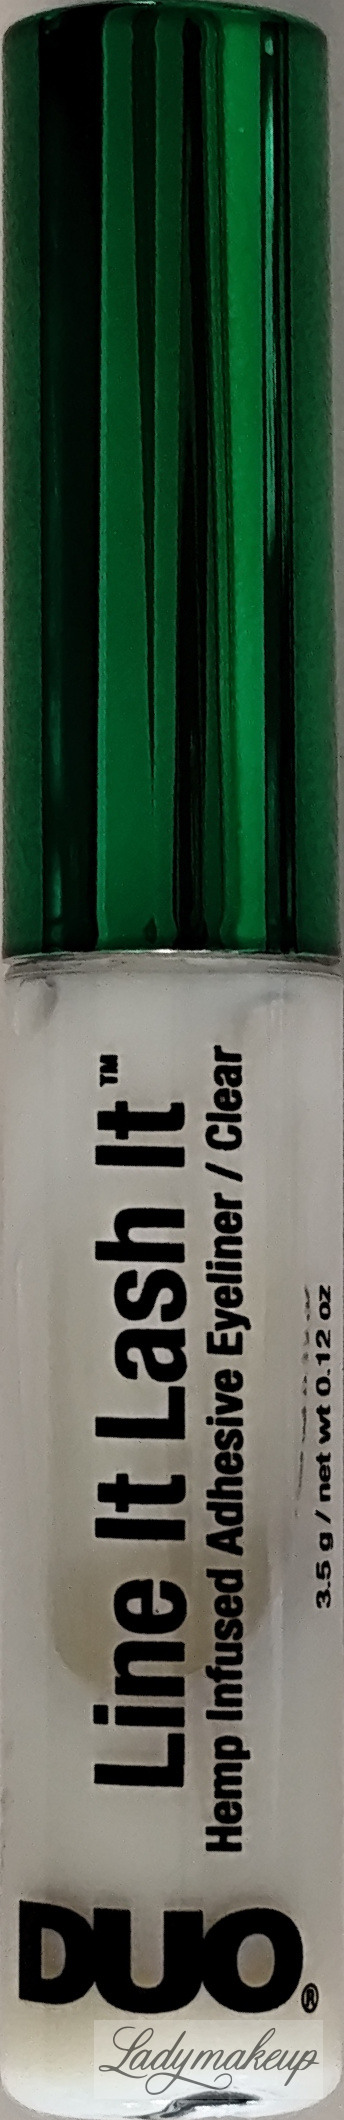 Line It Lash It™
Hemp Infused Adhesive Eyeliner / Clear
3.5 g / net wt 0.12 oz
DUO®
Ladymakeup